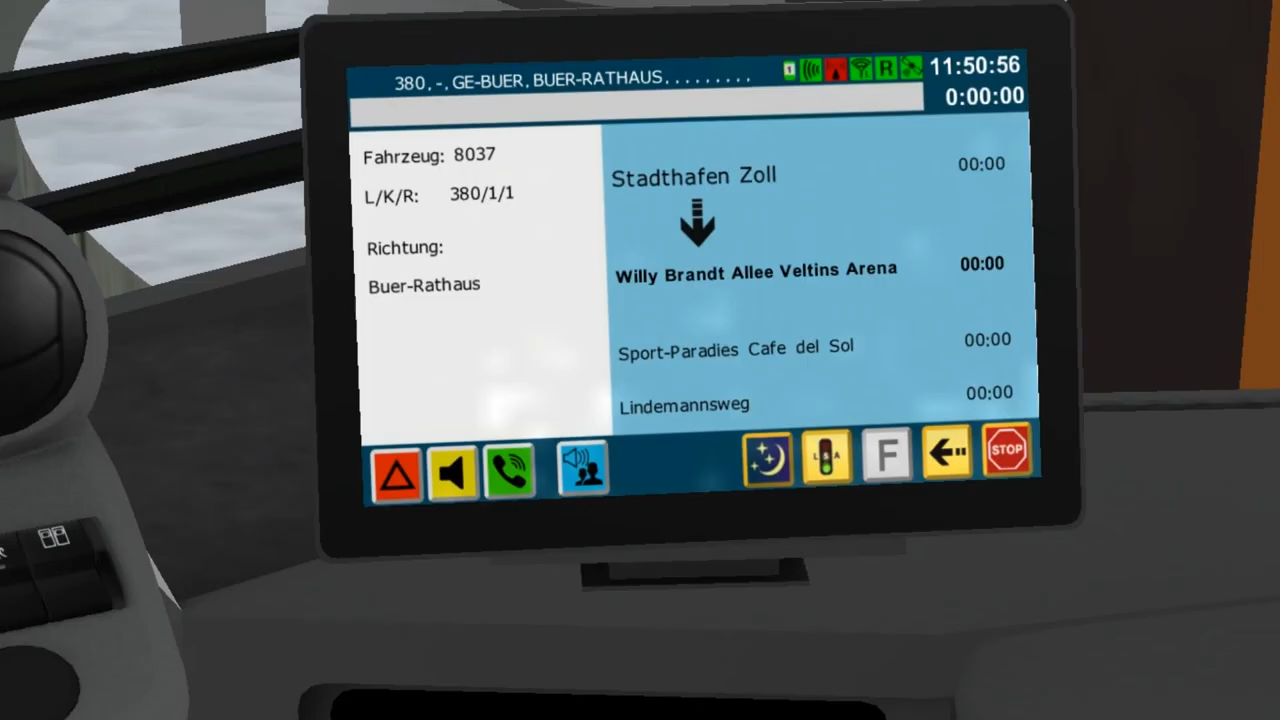 380,-,GE-BUER,BUER-RATHAUS.........
1
R
11:50:56
0:00:00
Fahrzeug: 8037
L/K/R: 380/1/1
Richtung:
Buer-Rathaus
Stadthafen Zoll 00:00
Willy Brandt Allee Veltins Arena 00:00
Sport-Paradies Cafe del Sol 00:00
Lindemannsweg 00:00
LSA
F
STOP